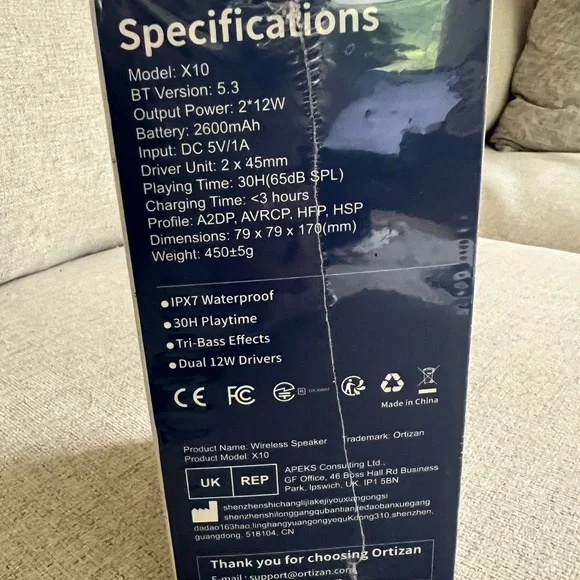 Specifications
Model: X10
BT Version: 5.3
Output Power: 2*12W
Battery: 2600mAh
Input: DC 5V/1A
Driver Unit: 2 x 45mm
Playing Time: 30H(65dB SPL)
Charging Time: <3 hours
Profile: A2DP, AVRCP, HFP, HSP
Dimensions: 79 x 79 x 170(mm)
Weight: 450±5g
•IPX7 Waterproof
•30H Playtime
•Tri-Bass Effects
•Dual 12W Drivers
CE FC
Made in China
Product Name: Wireless Speaker Trademark: Ortizan
Product Model: X10
UK REP
APEKS Consulting Ltd.,
GF Office, 46 Boss Hall Rd Business
Park, Ipswich, UK, IP1 5BN
shenzhenshichanglijiakejiyouxiangongsi
shenzhenshilonggangqubantianjiedaobanxuegang
dadao163hao,linghangyuangongyequKdong310.shenzhen,
guangdong, 518104, CN
Thank you for choosing Ortizan
E-mail: support@ortizan.com